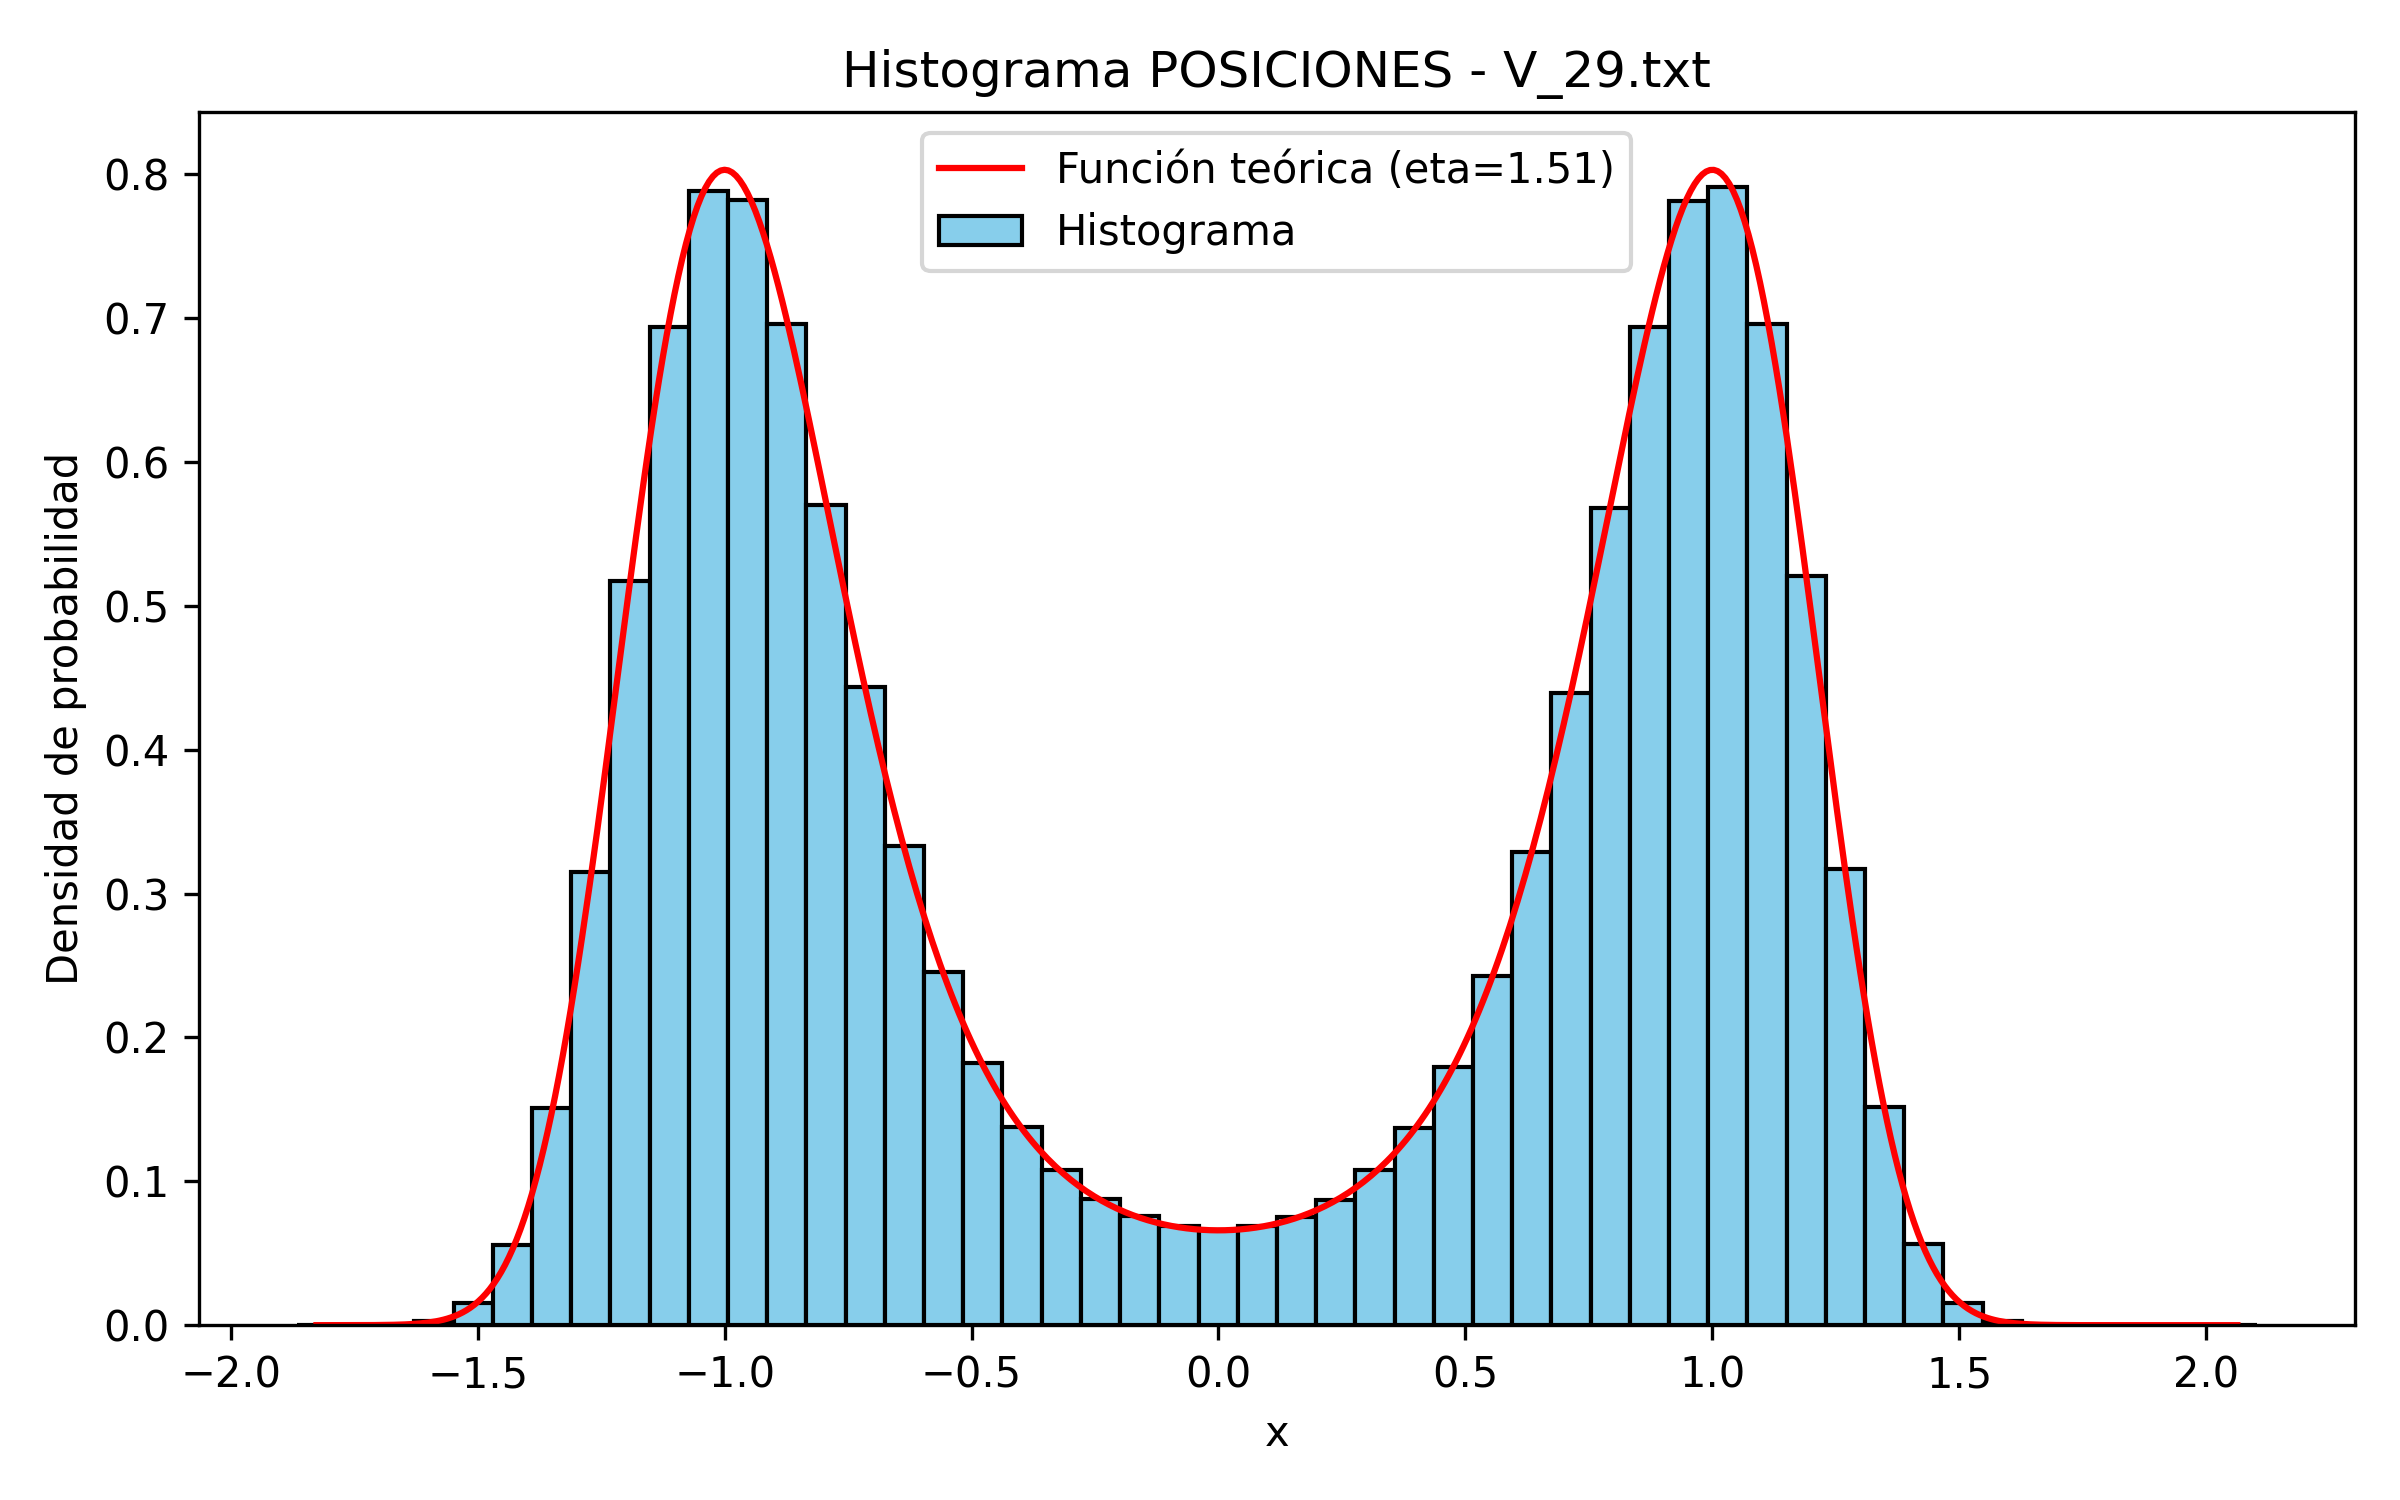 Histograma POSICIONES - V_29.txt
Función teórica (eta=1.51)
Histograma
Densidad de probabilidad
0.8
0.7
0.6
0.5
0.4
0.3
0.2
0.1
0.0
−2.0 −1.5 −1.0 −0.5 0.0 0.5 1.0 1.5 2.0
x